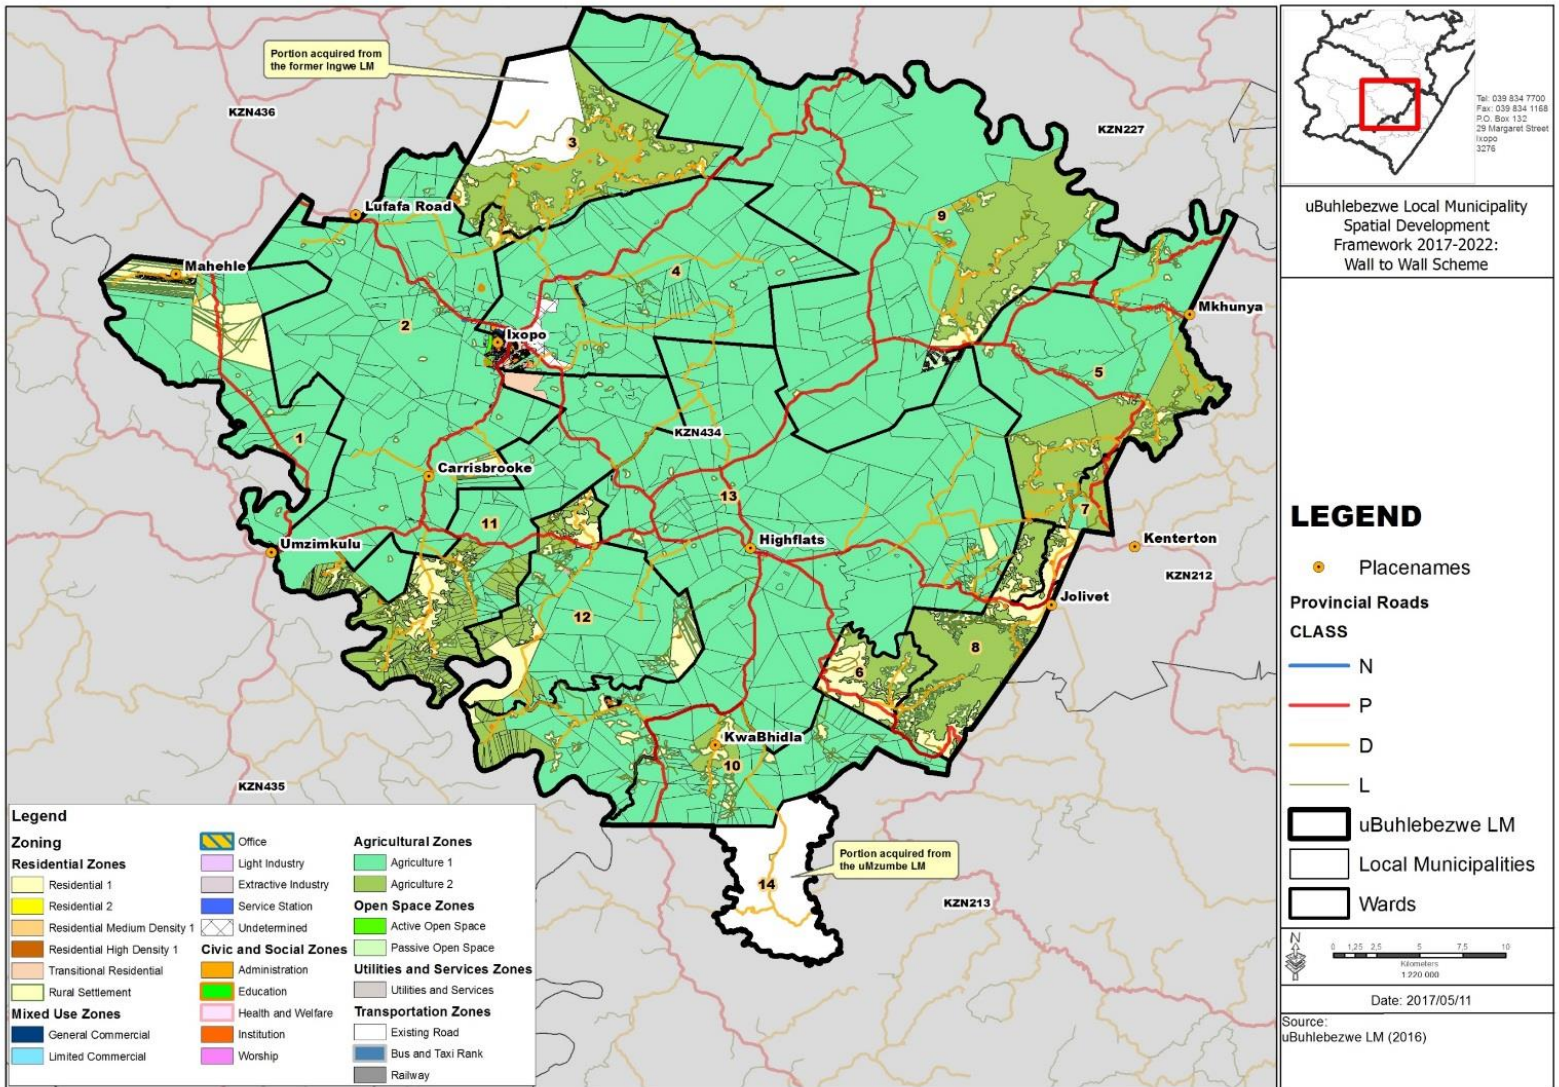 Portion acquired from
the former Ingwe LM
KZN436
KZN227
3
Lufafa Road
9
Mahehle
4
Mkhunya
2
Ixopo
5
KZN434
1
Carrisbrooke
13
11
7
Umzimkulu
Highflats
Kenterton
KZN212
Jolivet
12
8
6
KwaBhidla
10
KZN435
Portion acquired from
the uMzumbe LM
14
KZN213
Legend
Zoning
Residential Zones
Residential 1
Residential 2
Residential Medium Density 1
Residential High Density 1
Transitional Residential
Rural Settlement
Mixed Use Zones
General Commercial
Limited Commercial
Office
Light Industry
Extractive Industry
Service Station
Undetermined
Civic and Social Zones
Administration
Education
Health and Welfare
Institution
Worship
Agricultural Zones
Agriculture 1
Agriculture 2
Open Space Zones
Active Open Space
Passive Open Space
Utilities and Services Zones
Utilities and Services
Transportation Zones
Existing Road
Bus and Taxi Rank
Railway
Tel: 039 834 7700
Fax: 039 834 1168
P.O. Box 132
29 Margaret Street
Ixopo
3276
uBuhlebezwe Local Municipality
Spatial Development
Framework 2017-2022:
Wall to Wall Scheme
LEGEND
Placenames
Provincial Roads
CLASS
N
P
D
L
uBuhlebezwe LM
Local Municipalities
Wards
N
0 1,25 2,5 5 7,5 10
Kilometers
1:220 000
Date: 2017/05/11
Source:
uBuhlebezwe LM (2016)